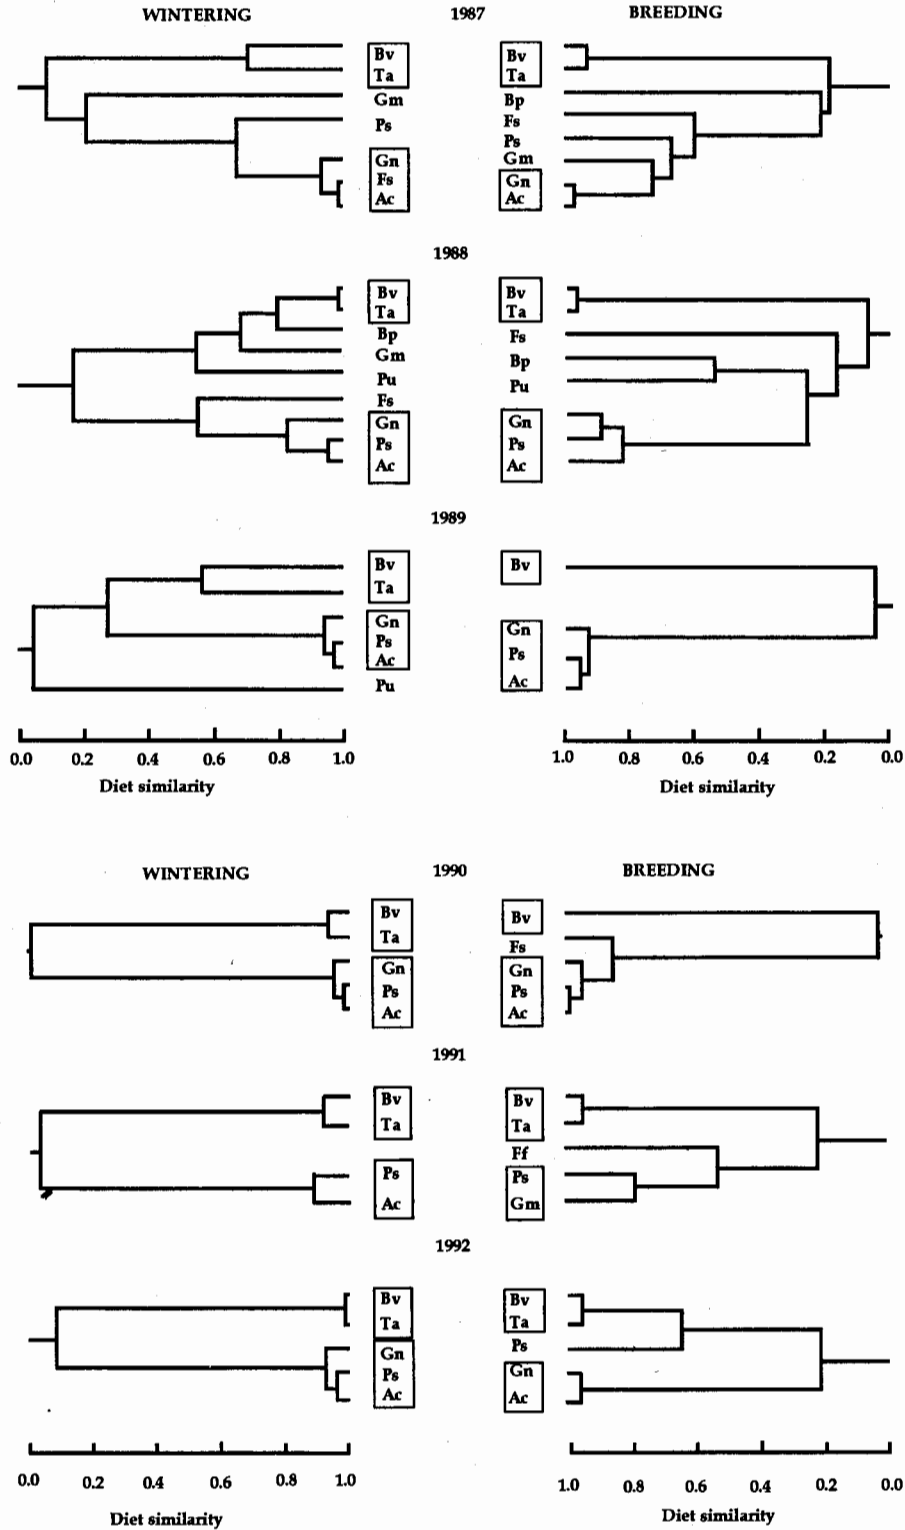 WINTERING 1987 BREEDING
Bv
Ta
Gm
Ps
Gn
Fs
Ac
Bv
Ta
Bp
Fs
Ps
Gm
Gn
Ac
1988
Bv
Ta
Bp
Gm
Pu
Fs
Gn
Ps
Ac
Bv
Ta
Fs
Bp
Pu
Gn
Ps
Ac
1989
Bv
Ta
Gn
Ps
Ac
Pu
Bv
Gn
Ps
Ac
0.0 0.2 0.4 0.6 0.8 1.0
Diet similarity
1.0 0.8 0.6 0.4 0.2 0.0
Diet similarity
WINTERING 1990 BREEDING
Bv
Ta
Gn
Ps
Ac
Bv
Fs
Gn
Ps
Ac
1991
Bv
Ta
Ps
Ac
Bv
Ta
Ff
Ps
Gm
1992
Bv
Ta
Gn
Ps
Ac
Bv
Ta
Ps
Gn
Ac
0.0 0.2 0.4 0.6 0.8 1.0
Diet similarity
1.0 0.8 0.6 0.4 0.2 0.0
Diet similarity